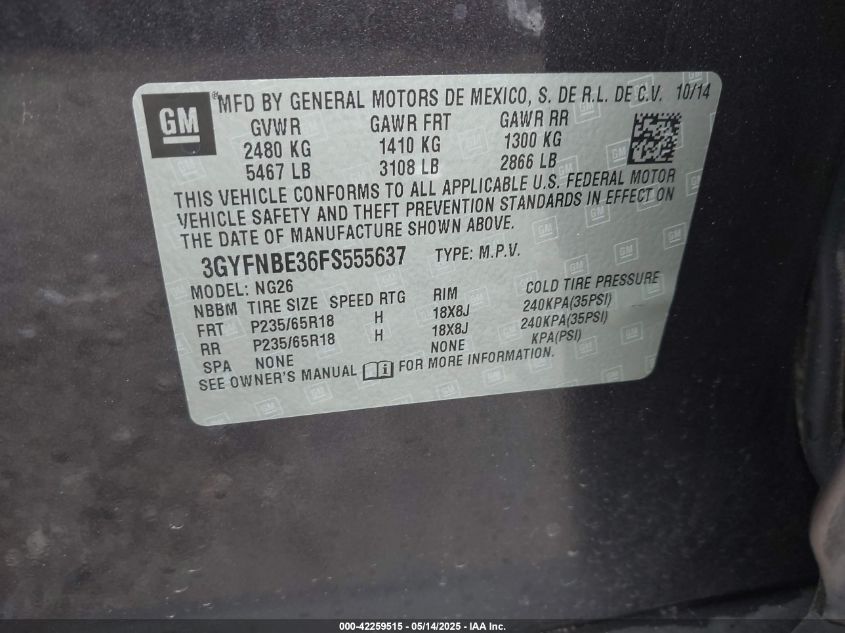 GM ® MFD BY GENERAL MOTORS DE MEXICO, S. DE R.L. DE C.V. 10/14
GVWR GAWR FRT GAWR RR
2480 KG 1410 KG 1300 KG
5467 LB 3108 LB 2866 LB
THIS VEHICLE CONFORMS TO ALL APPLICABLE U.S. FEDERAL MOTOR
VEHICLE SAFETY AND THEFT PREVENTION STANDARDS IN EFFECT ON
THE DATE OF MANUFACTURE SHOWN ABOVE.
3GYFNBE36FS555637 TYPE: M.P.V.
MODEL: NG26
NBBM TIRE SIZE SPEED RTG RIM COLD TIRE PRESSURE
FRT P235/65R18 H 18X8J 240KPA(35PSI)
RR P235/65R18 H 18X8J 240KPA(35PSI)
SPA NONE NONE KPA(PSI)
SEE OWNER'S MANUAL FOR MORE INFORMATION.
000-42259515 - 05/14/2025 - IAA Inc.